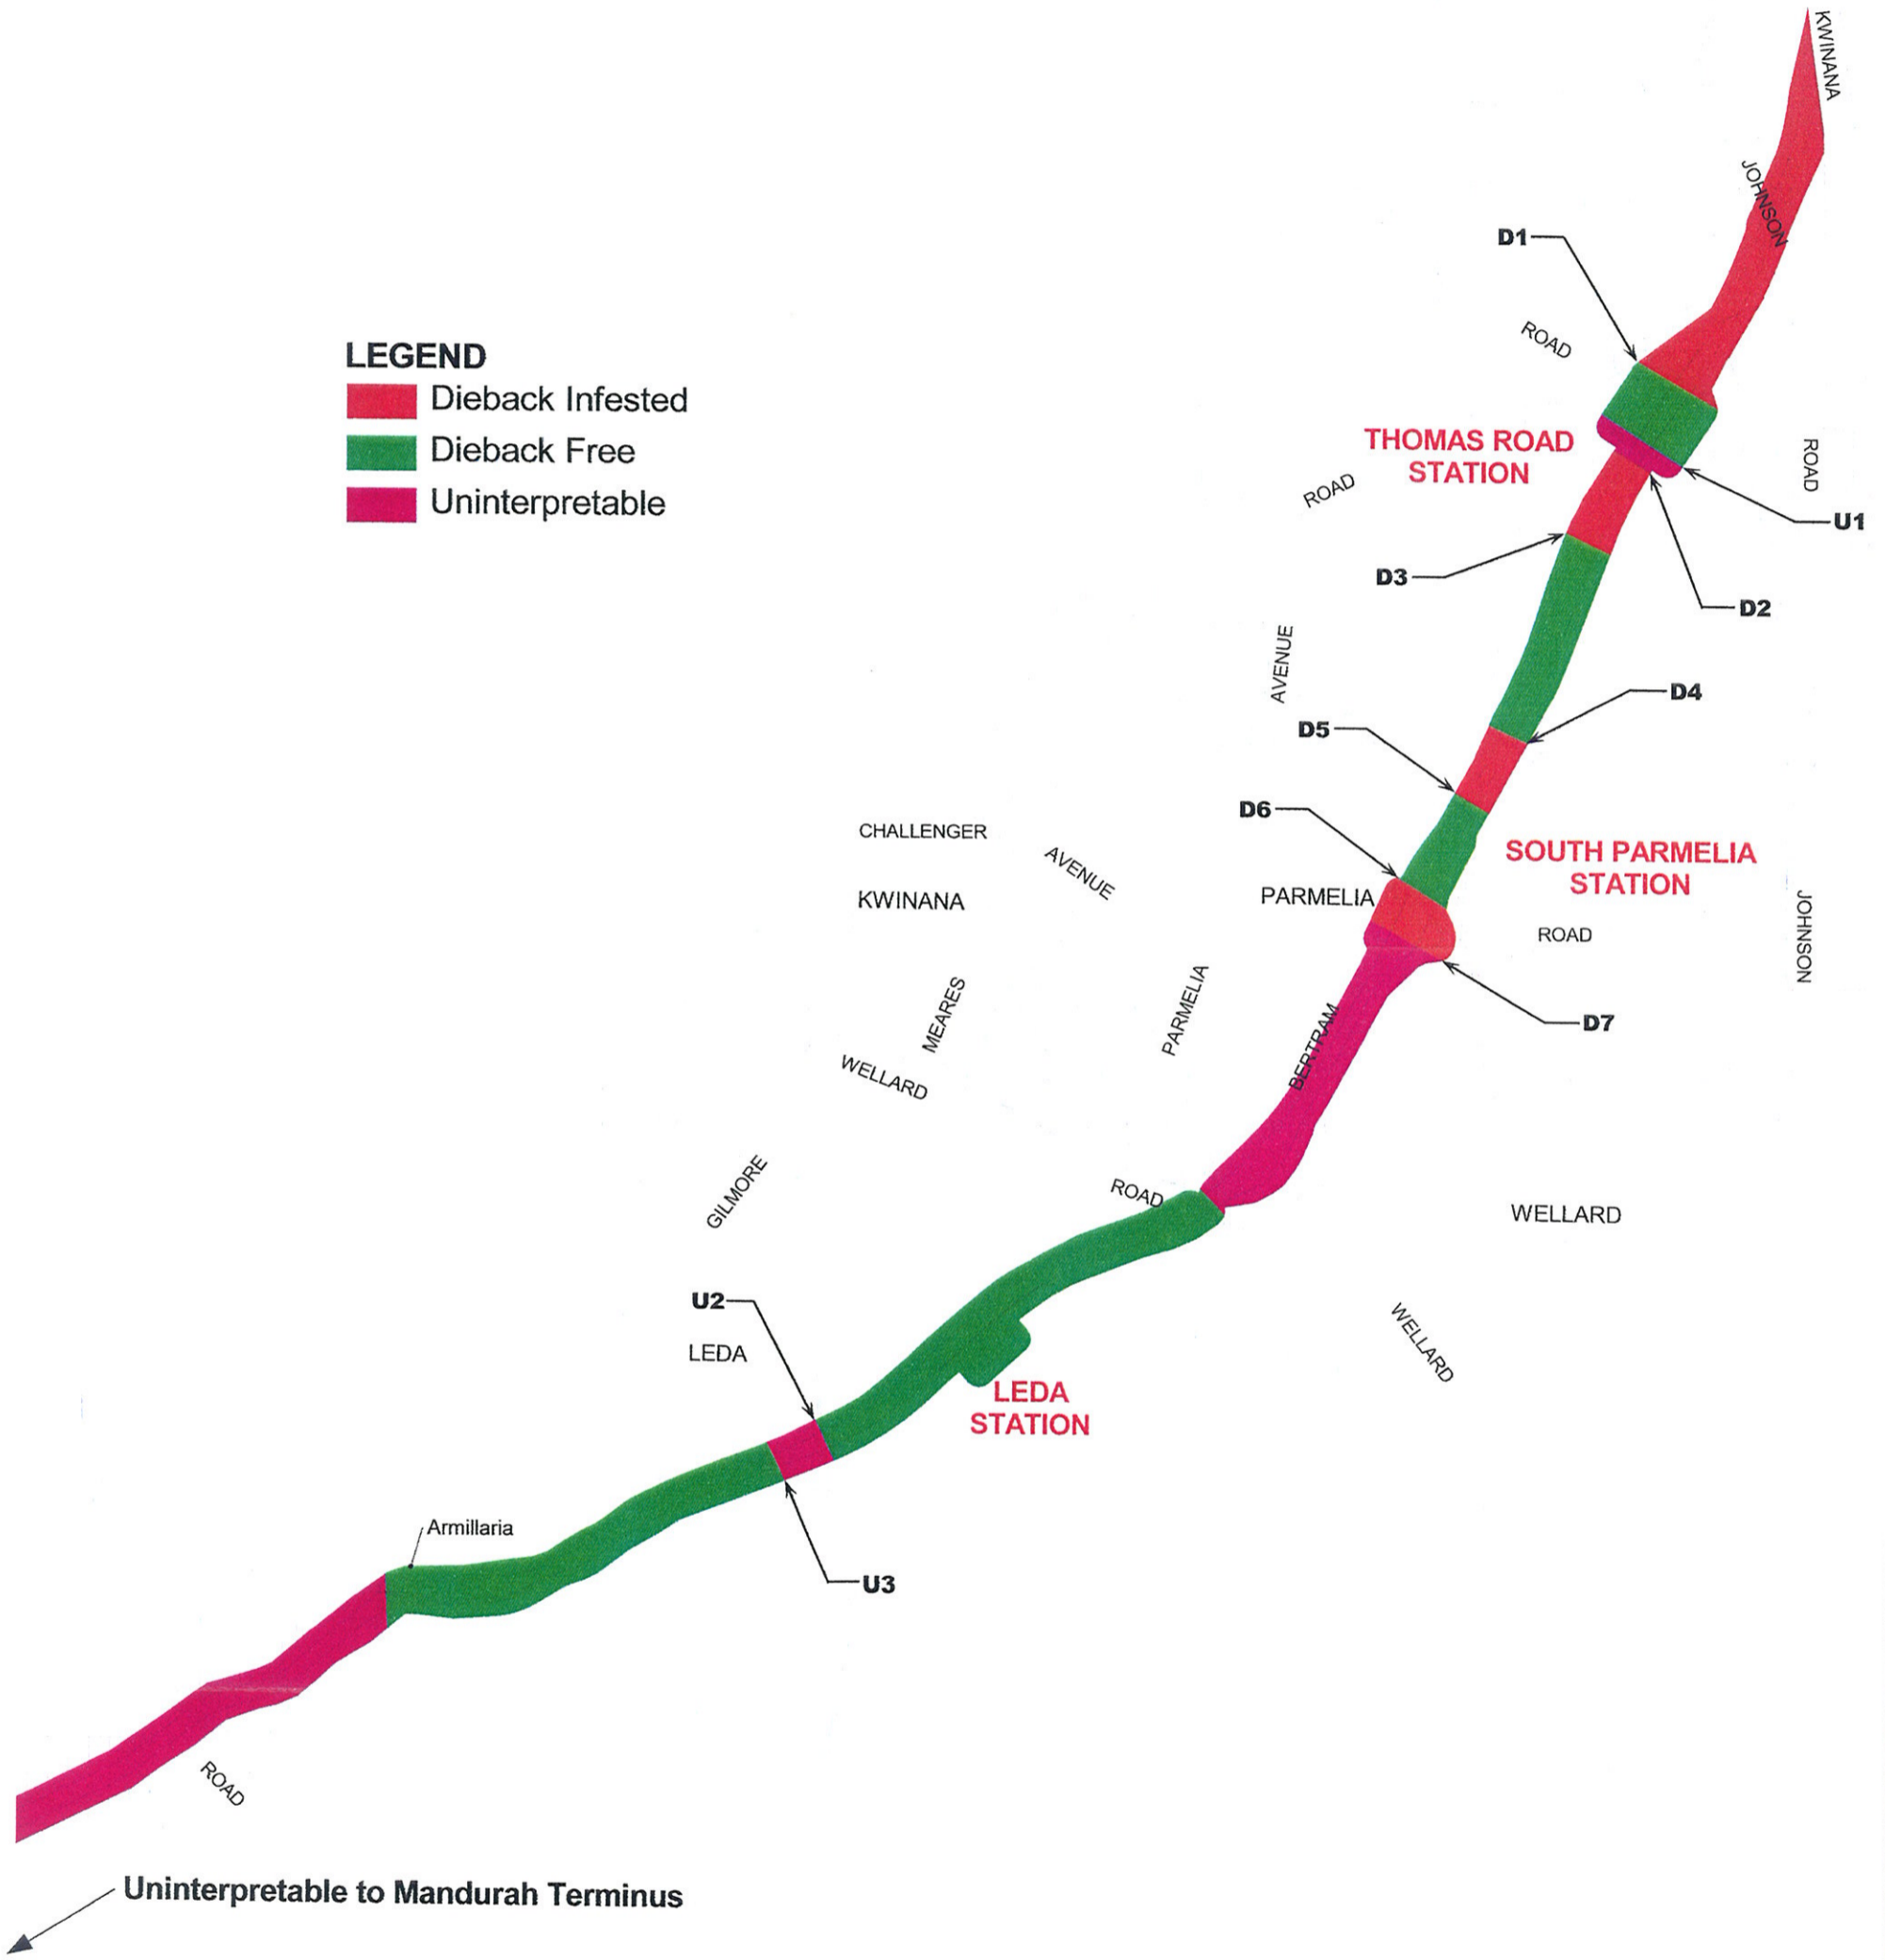 KWINANA
JOHNSON
D1
ROAD
LEGEND
Dieback Infested
Dieback Free
Uninterpretable
THOMAS ROAD
STATION
ROAD
ROAD
U1
D3
D2
AVENUE
D4
D5
D6
CHALLENGER
AVENUE
SOUTH PARMELIA
STATION
KWINANA
PARMELIA
ROAD
JOHNSON
MEARES
PARMELIA
BERTRAM
D7
WELLARD
GILMORE
ROAD
WELLARD
U2
LEDA
WELLARD
LEDA
STATION
Armillaria
U3
ROAD
Uninterpretable to Mandurah Terminus